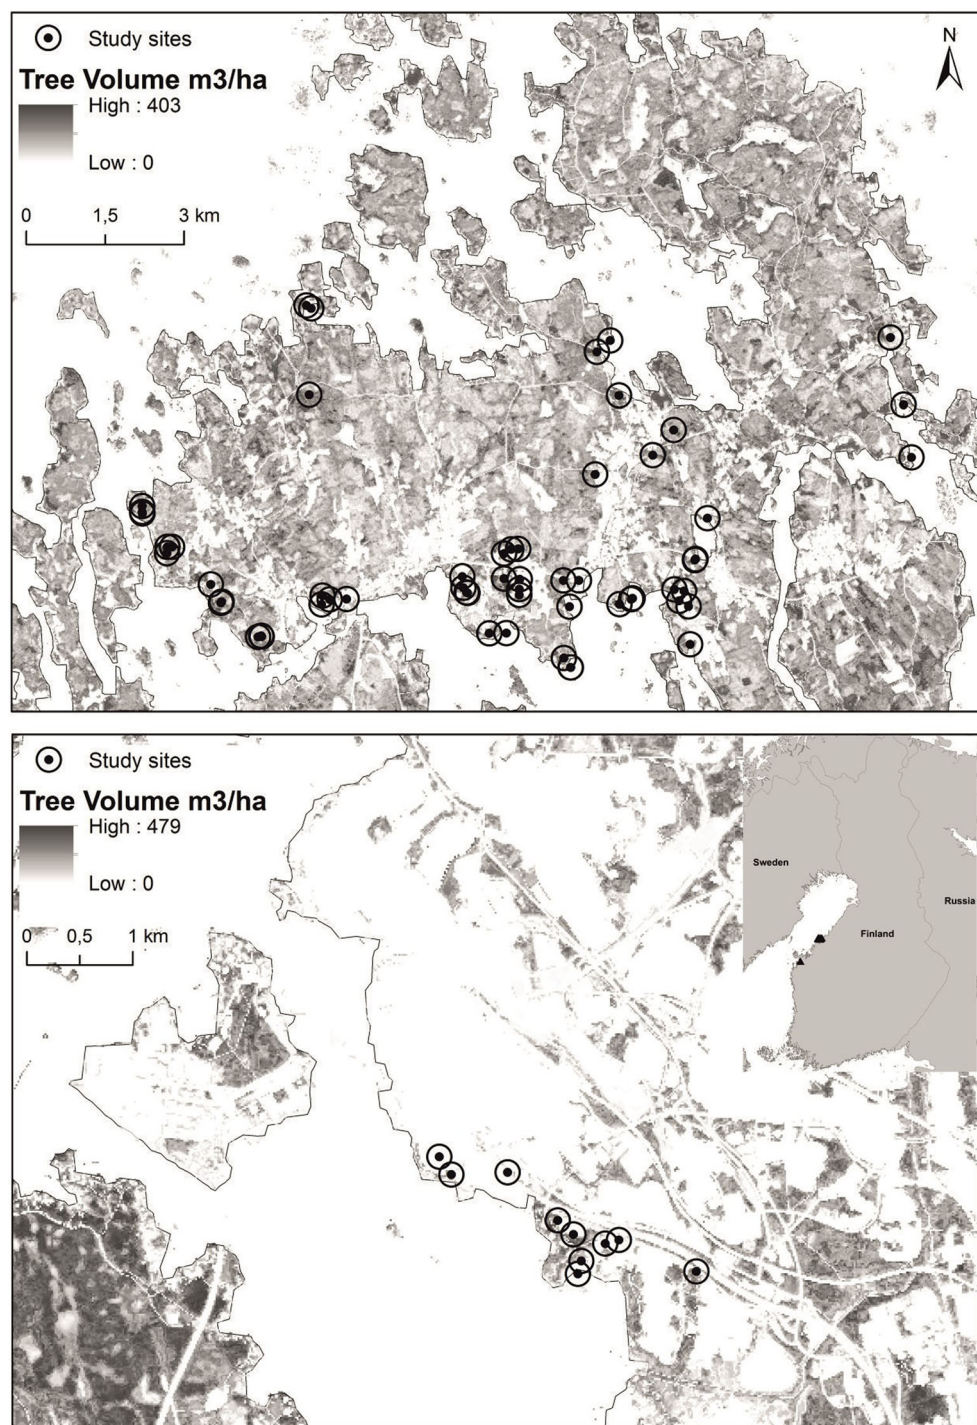 Study sites
N
Tree Volume m3/ha
High : 403
Low : 0
0 1,5 3 km
Study sites
Tree Volume m3/ha
High : 479
Low : 0
0 0,5 1 km
Sweden
Russia
Finland